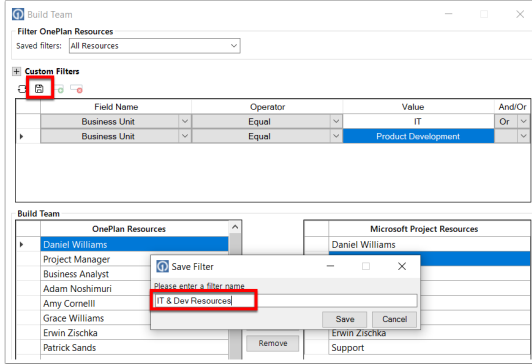 Build Team
Filter OnePlan Resources
Saved filters: All Resources
Custom Filters
Field Name Operator Value And/Or
Business Unit Equal IT Or
Business Unit Equal Product Development
Build Team
OnePlan Resources Microsoft Project Resources
Daniel Williams Daniel Williams
Project Manager
Business Analyst
Adam Noshimuri
Amy Cornelll
Grace Williams
Erwin Zischka Erwin Zischka
Patrick Sands Support
Save Filter
Please enter a filter name
IT & Dev Resources
Save Cancel
Remove